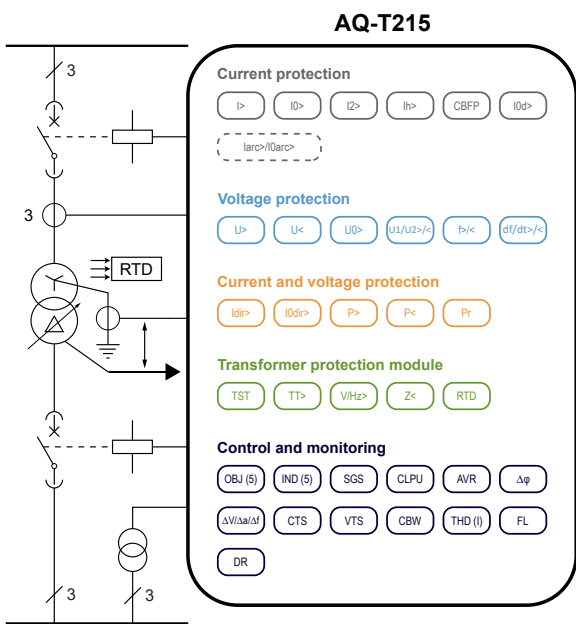 AQ-T215
3
Current protection
I> I0> I2> Ih> CBFP I0d>
Iarc>/I0arc>
Voltage protection
3
U> U< U0> U1/U2>/< f>/< df/dt>/<
RTD
Current and voltage protection
Idir> I0dir> P> P< Pr
Transformer protection module
TST TT> V/Hz> Z< RTD
Control and monitoring
OBJ (5) IND (5) SGS CLPU AVR Δφ
ΔV/Δa/Δf CTS VTS CBW THD (I) FL
DR
3 3